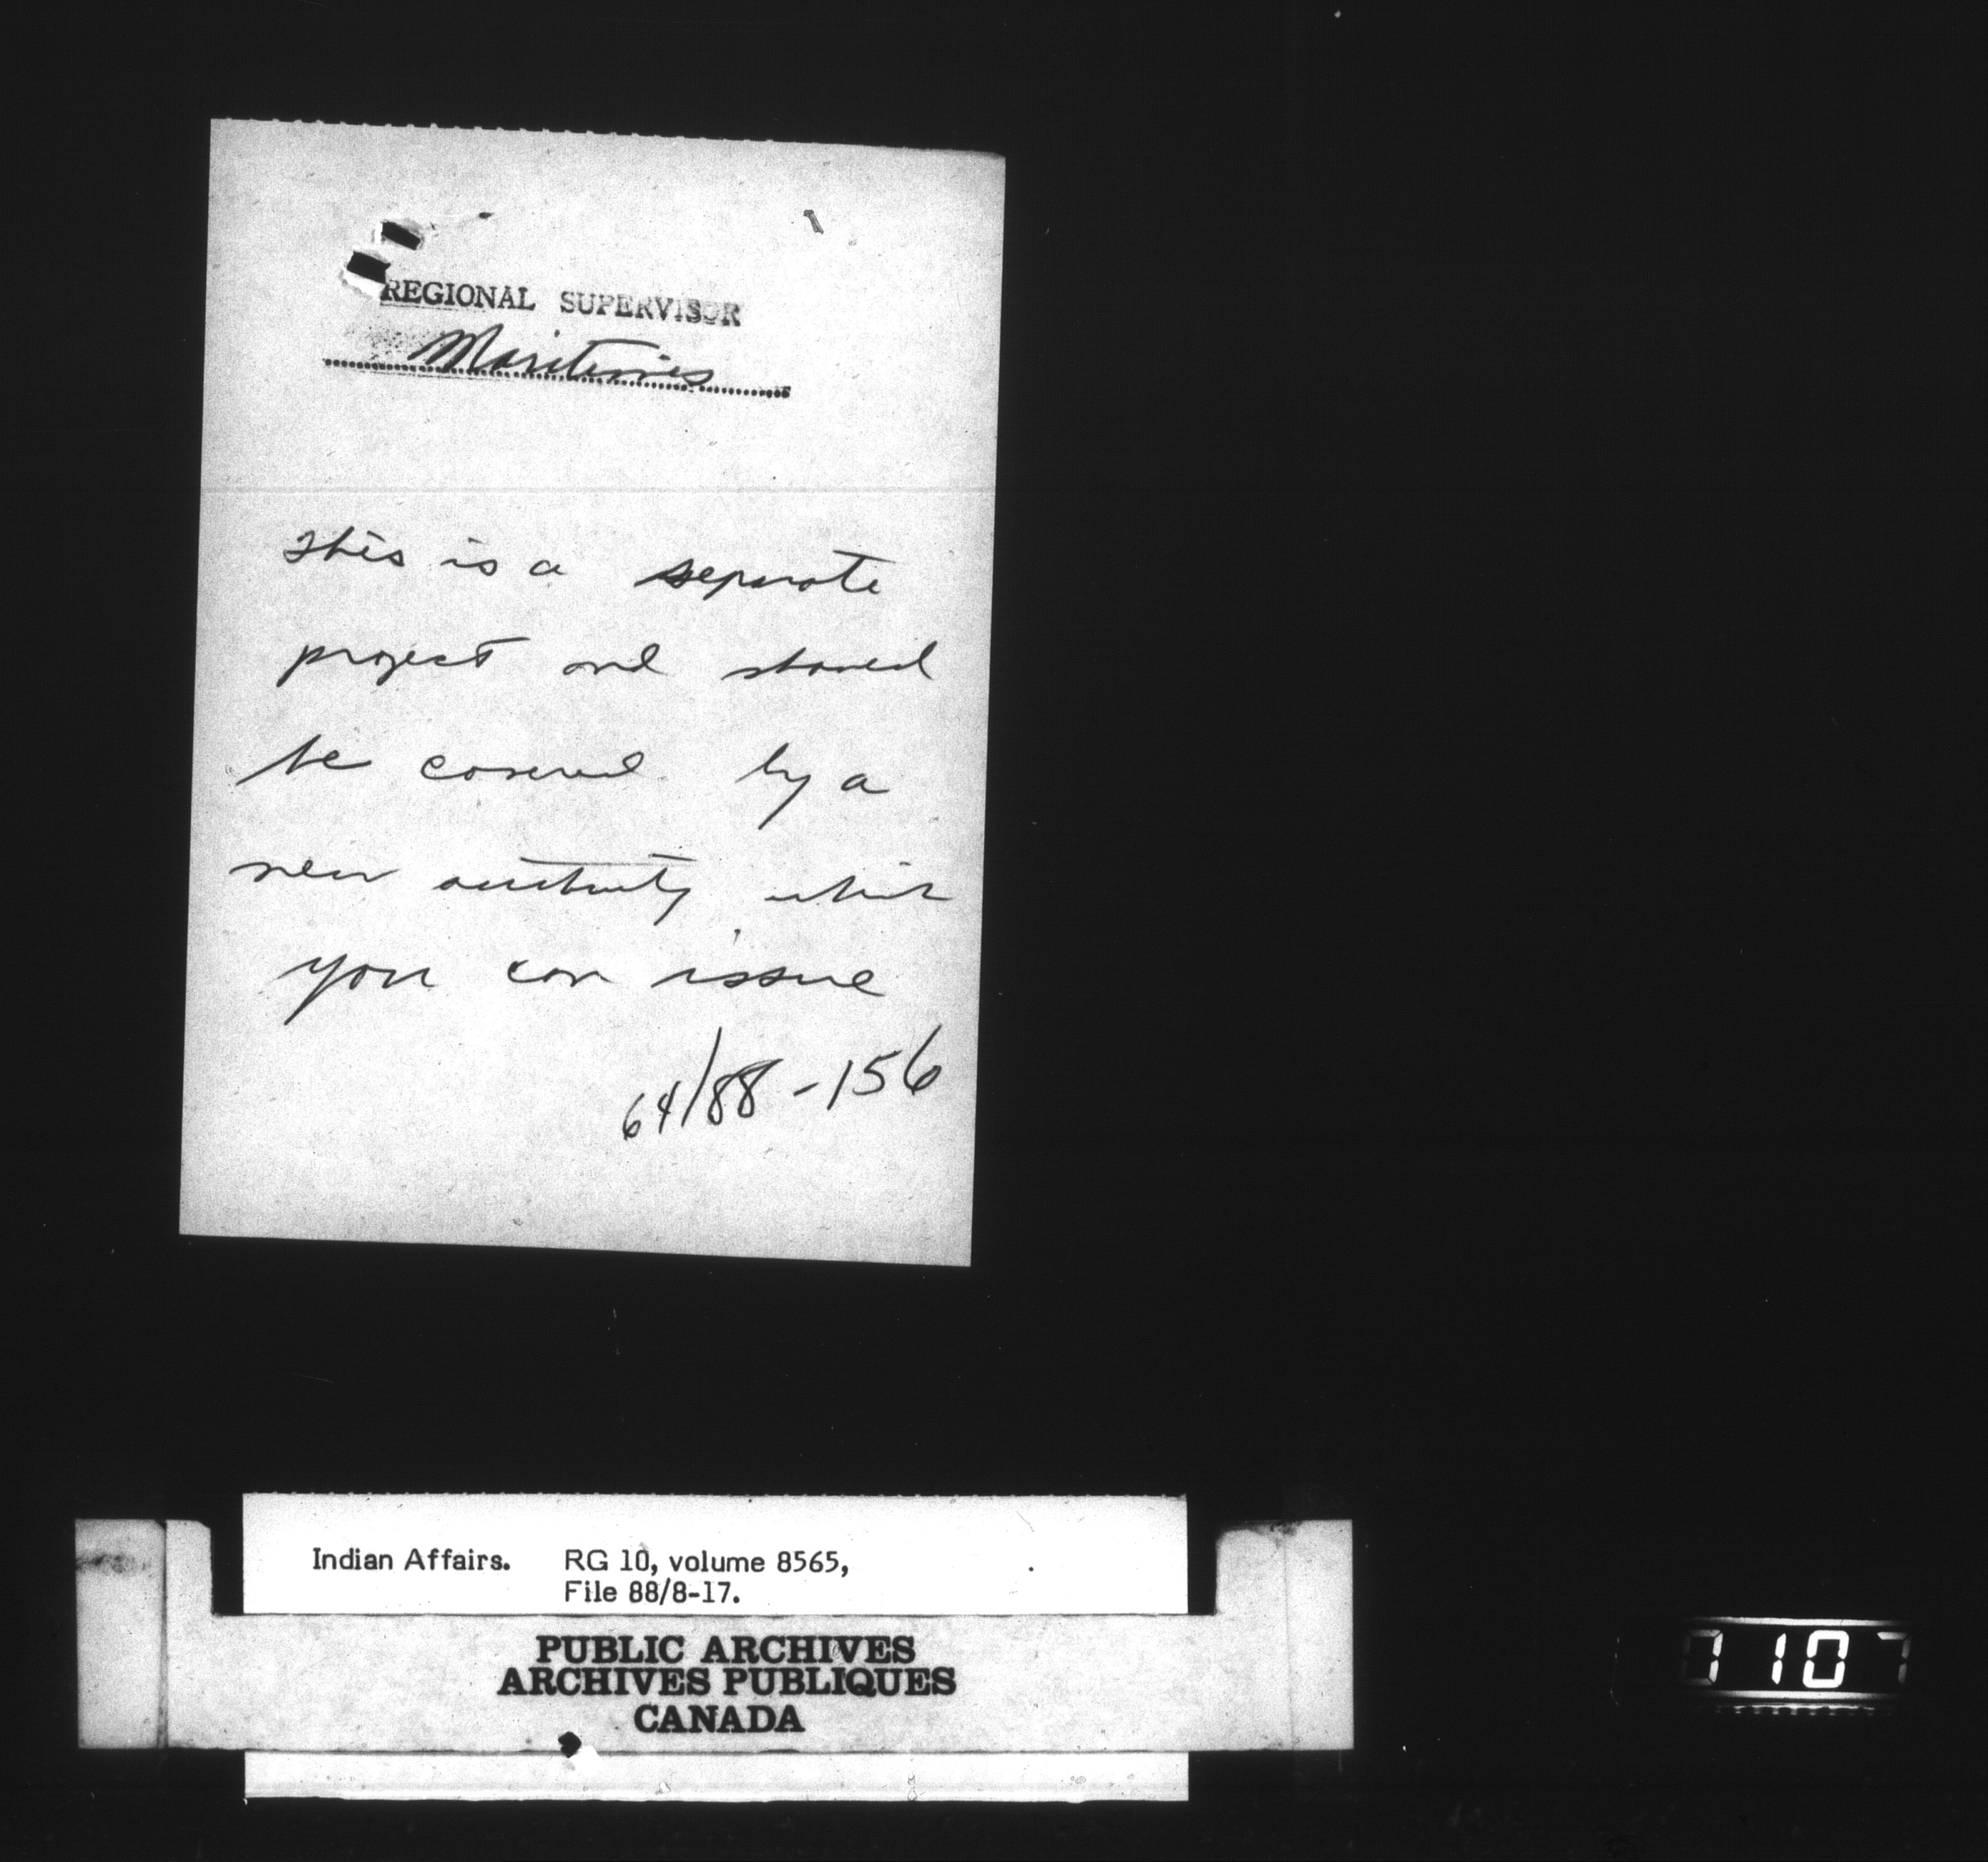 REGIONAL SUPERVISOR
Maritimes
This is a separate
project and should
be covered by a
new authority which
you can issue
64/88-156
Indian Affairs. RG 10, volume 8565,
File 88/8-17.
PUBLIC ARCHIVES
ARCHIVES PUBLIQUES
CANADA